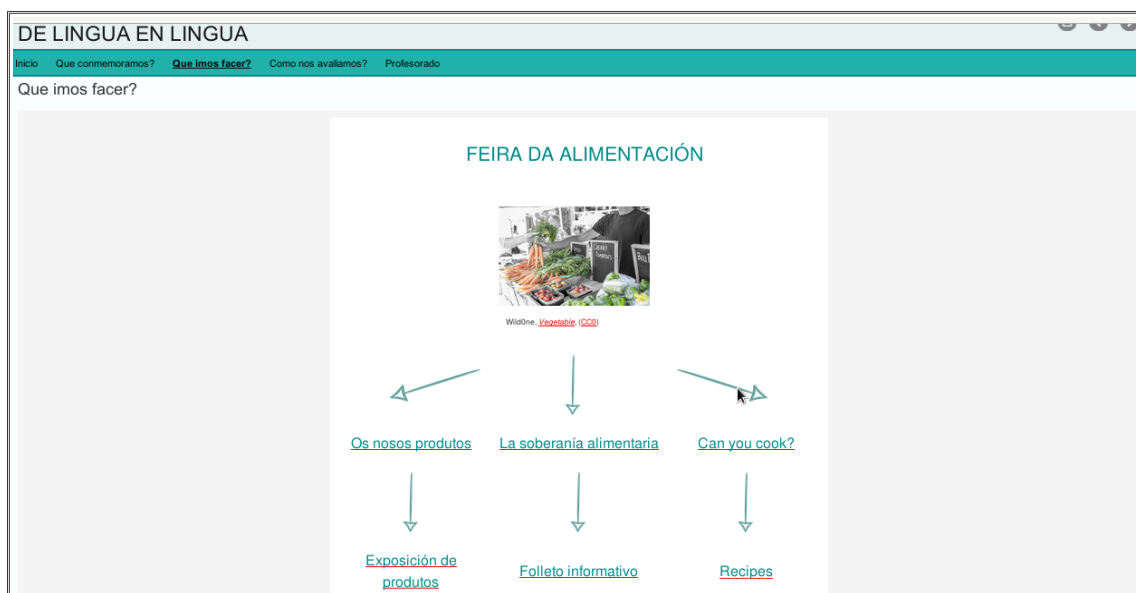 DE LINGUA EN LINGUA
Inicio Que conmemoramos? Que imos facer? Como nos avaliamos? Profesorado
Que imos facer?
FEIRA DA ALIMENTACIÓN
CHERRY
Wild0ne, Vegetable, (CC0)
Os nosos produtos La soberanía alimentaria Can you cook?
Exposición de
produtos
Folleto informativo
Recipes